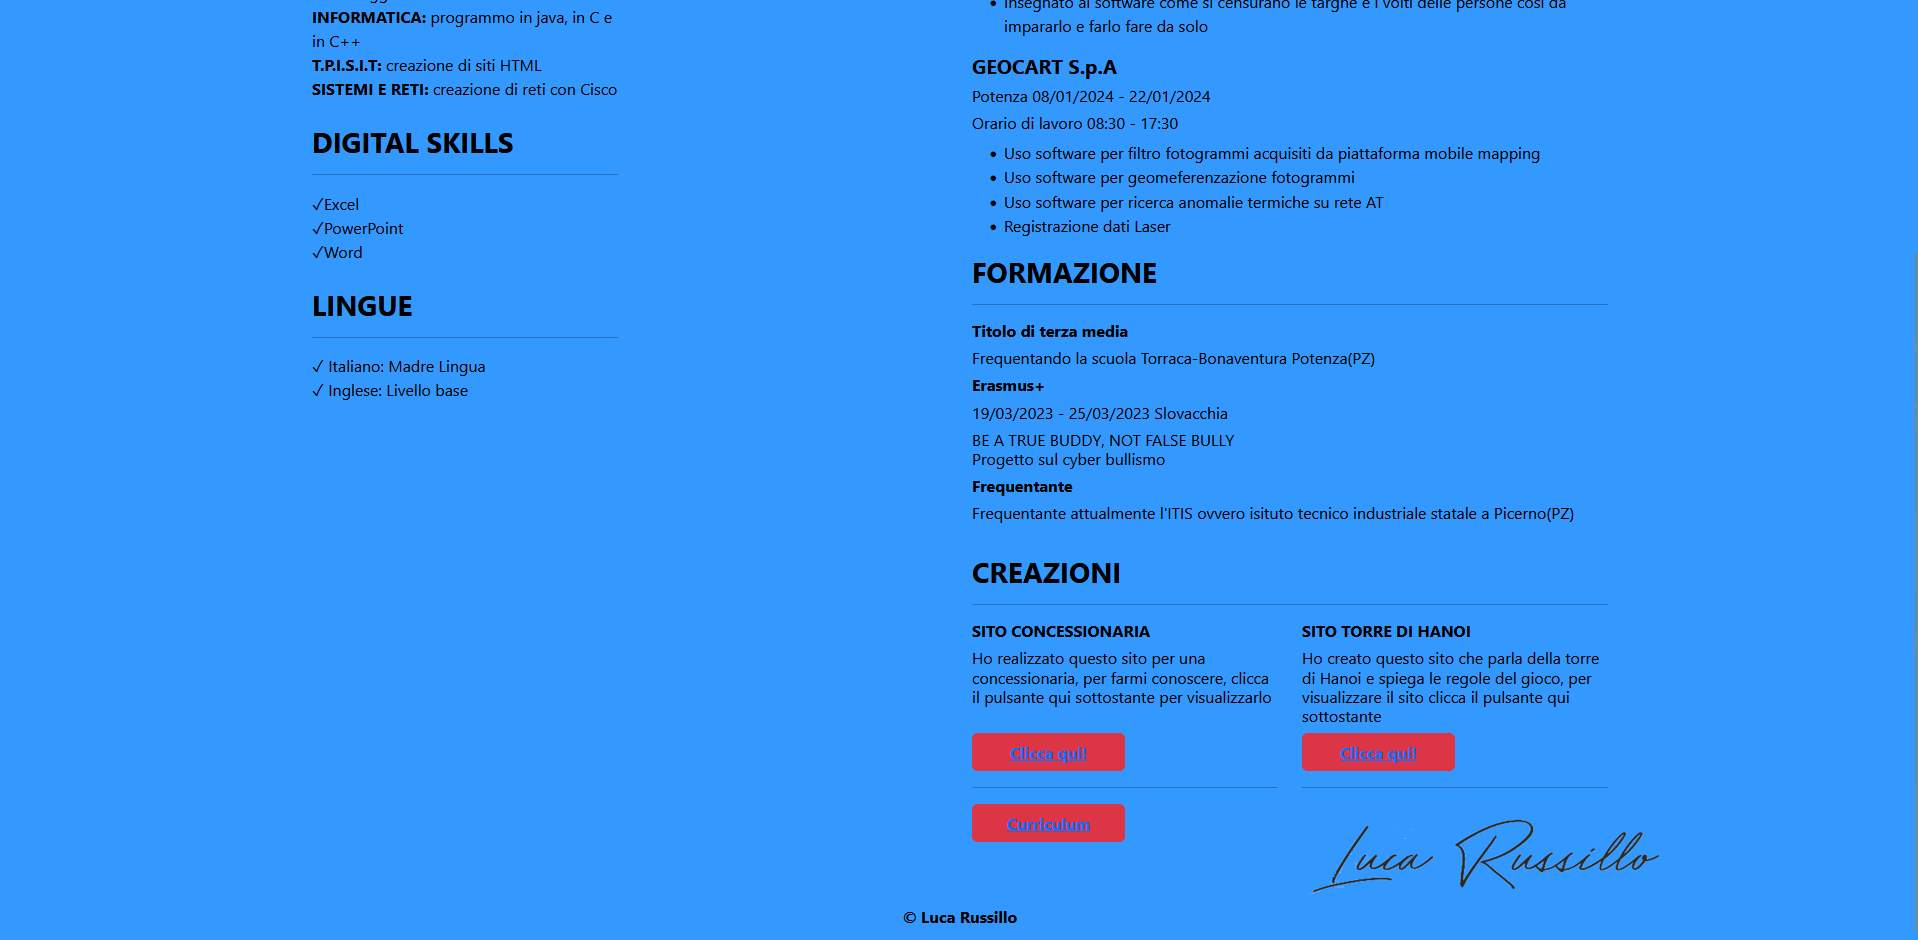 INFORMATICA: programmo in java, in C e
in C++
T.P.I.S.I.T: creazione di siti HTML
SISTEMI E RETI: creazione di reti con Cisco
DIGITAL SKILLS
✓Excel
✓PowerPoint
✓Word
LINGUE
✓ Italiano: Madre Lingua
✓ Inglese: Livello base
• Insegnato al software come si censurano le targhe e i volti delle persone così da
impararlo e farlo fare da solo
GEOCART S.p.A
Potenza 08/01/2024 - 22/01/2024
Orario di lavoro 08:30 - 17:30
• Uso software per filtro fotogrammi acquisiti da piattaforma mobile mapping
• Uso software per geomeferenzazione fotogrammi
• Uso software per ricerca anomalie termiche su rete AT
• Registrazione dati Laser
FORMAZIONE
Titolo di terza media
Frequentando la scuola Torraca-Bonaventura Potenza(PZ)
Erasmus+
19/03/2023 - 25/03/2023 Slovacchia
BE A TRUE BUDDY, NOT FALSE BULLY
Progetto sul cyber bullismo
Frequentante
Frequentante attualmente l'ITIS ovvero isituto tecnico industriale statale a Picerno(PZ)
CREAZIONI
SITO CONCESSIONARIA
Ho realizzato questo sito per una
concessionaria, per farmi conoscere, clicca
il pulsante qui sottostante per visualizzarlo
Clicca qui!
SITO TORRE DI HANOI
Ho creato questo sito che parla della torre
di Hanoi e spiega le regole del gioco, per
visualizzare il sito clicca il pulsante qui
sottostante
Clicca qui!
Curriculum
Luca Russillo
© Luca Russillo